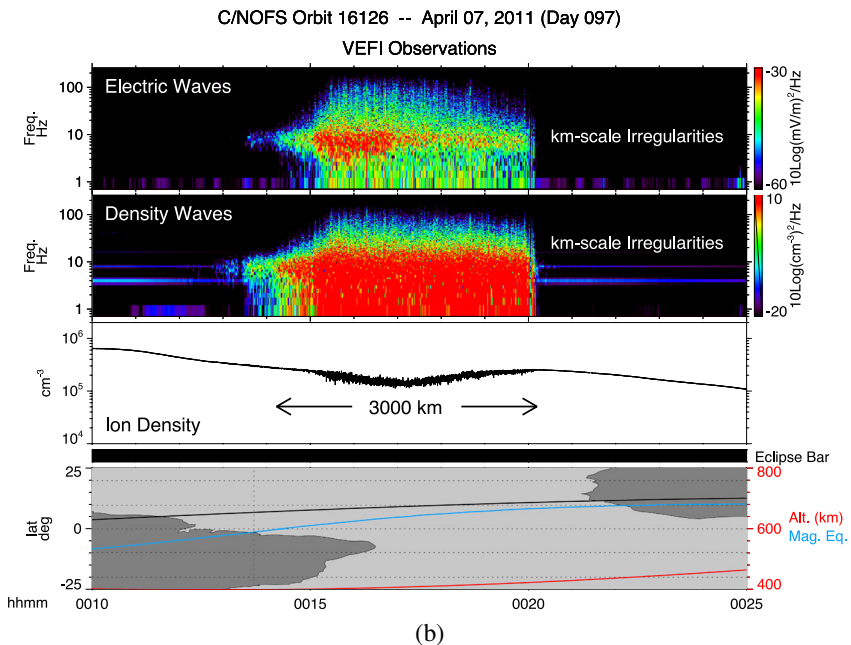 C/NOFS Orbit 16126 -- April 07, 2011 (Day 097)
VEFI Observations
Electric Waves
km-scale Irregularities
Freq.
Hz
100
10
1
-30
-60
10Log(mV/m)²/Hz
Density Waves
km-scale Irregularities
Freq.
Hz
100
10
1
10
-20
10Log(cm⁻³)²/Hz
cm⁻³
10⁶
10⁵
10⁴
3000 km
Ion Density
Eclipse Bar
lat
deg
25
0
-25
800
600
400
Alt. (km)
Mag. Eq.
hhmm
0010
0015
0020
0025
(b)